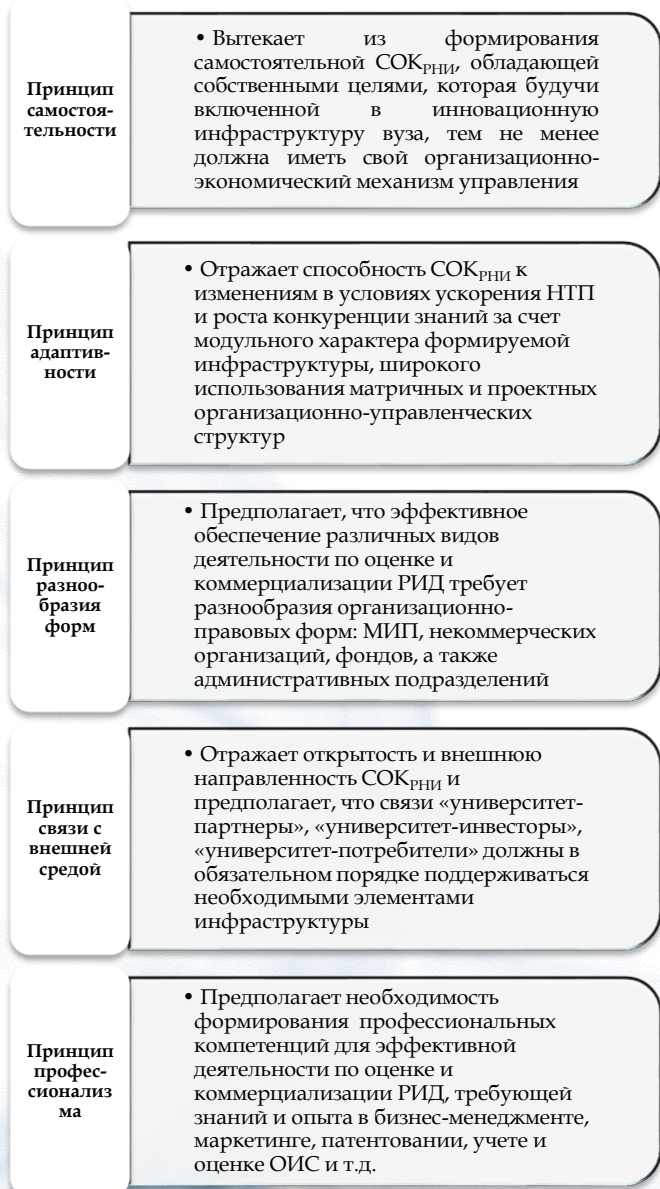 Принцип
самостоя-
тельности
• Вытекает из формирования
самостоятельной СОКРНИ, обладающей
собственными целями, которая будучи
включенной в инновационную
инфраструктуру вуза, тем не менее
должна иметь свой организационно-
экономический механизм управления
Принцип
адаптив-
ности
• Отражает способность СОКРНИ к
изменениям в условиях ускорения НТП
и роста конкуренции знаний за счет
модульного характера формируемой
инфраструктуры, широкого
использования матричных и проектных
организационно-управленческих
структур
Принцип
разноо-
бразия
форм
• Предполагает, что эффективное
обеспечение различных видов
деятельности по оценке и
коммерциализации РИД требует
разнообразия организационно-
правовых форм: МИП, некоммерческих
организаций, фондов, а также
административных подразделений
Принцип
связи с
внешней
средой
• Отражает открытость и внешнюю
направленность СОКРНИ и
предполагает, что связи «университет-
партнеры», «университет-инвесторы»,
«университет-потребители» должны в
обязательном порядке поддерживаться
необходимыми элементами
инфраструктуры
Принцип
профес-
сионализ
ма
• Предполагает необходимость
формирования профессиональных
компетенций для эффективной
деятельности по оценке и
коммерциализации РИД, требующей
знаний и опыта в бизнес-менеджменте,
маркетинге, патентовании, учете и
оценке ОИС и т.д.